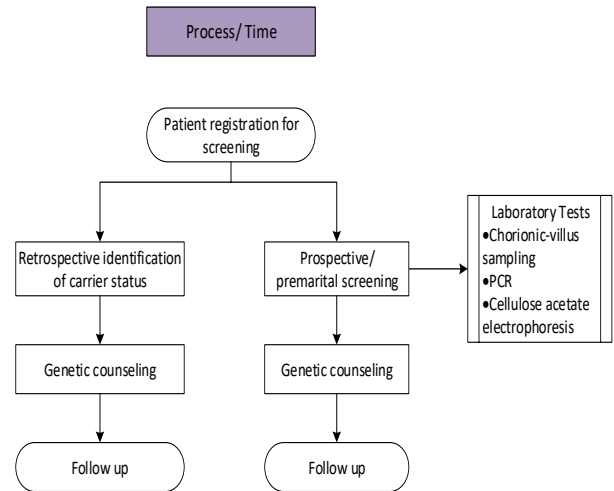 Process/ Time
Patient registration for
screening
Retrospective identification
of carrier status
Prospective/
premarital screening
Laboratory Tests
•Chorionic-villus
sampling
•PCR
•Cellulose acetate
electrophoresis
Genetic counseling
Genetic counseling
Follow up
Follow up